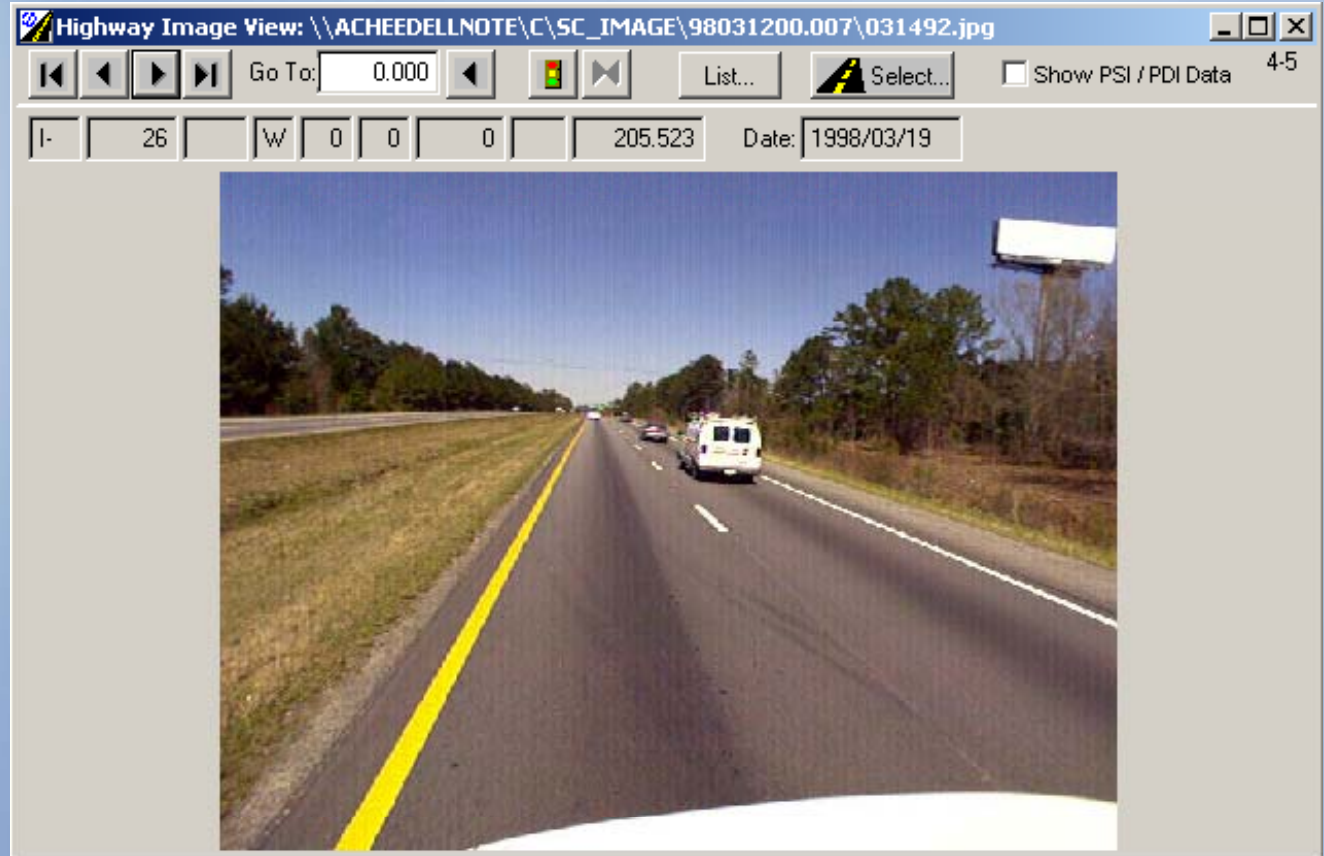 Highway Image View: \\ACHEEDELLNOTE\C\SC_IMAGE\98031200.007\031492.jpg
Go To: 0.000 List... Select... Show PSI / PDI Data 4-5
I- 26 W 0 0 0 205.523 Date: 1998/03/19